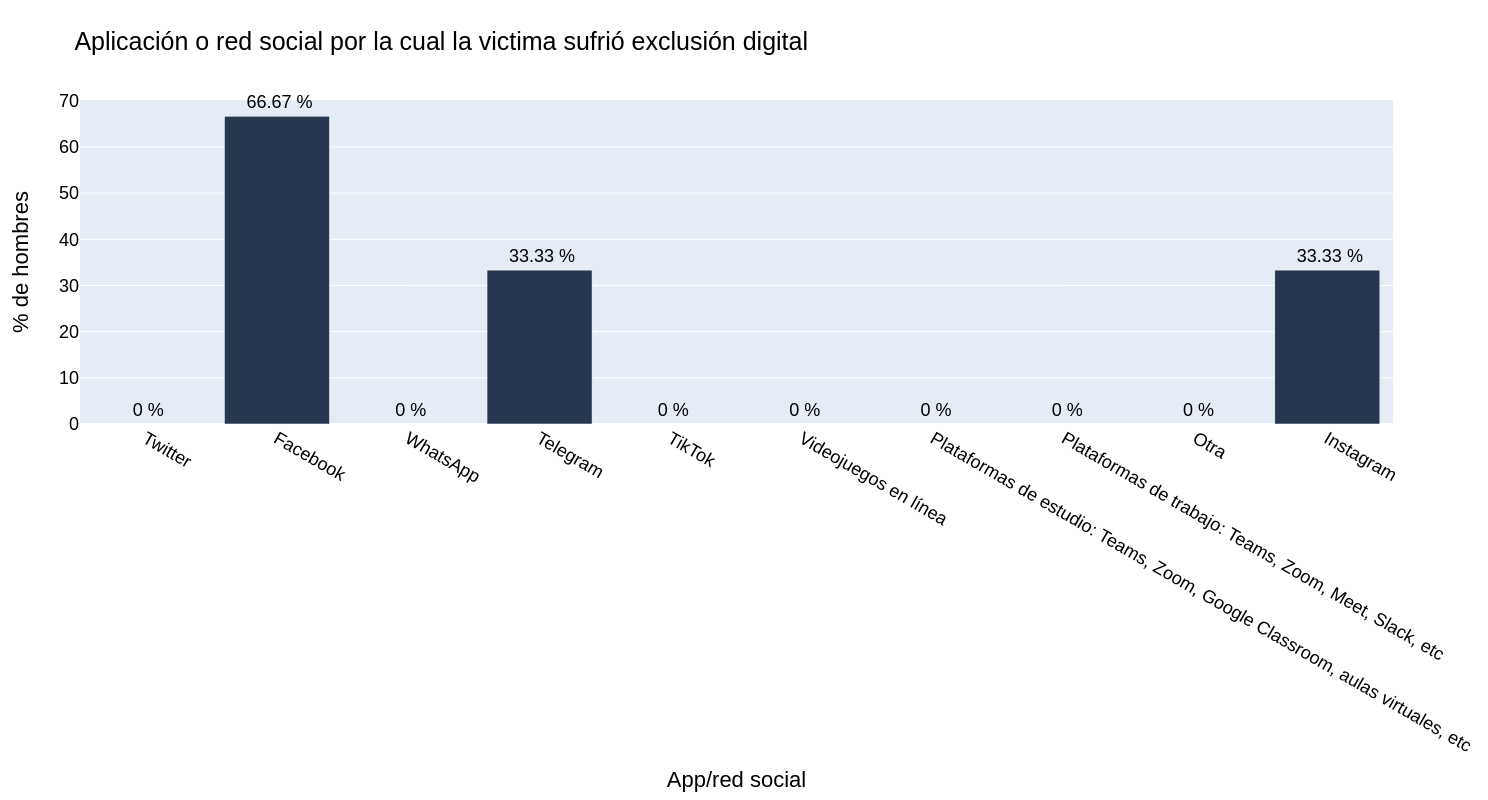 Aplicación o red social por la cual la victima sufrió exclusión digital
% de hombres
70
60
50
40
30
20
10
0
0 %
66.67 %
0 %
33.33 %
0 %
0 %
0 %
0 %
0 %
33.33 %
Twitter
Facebook
WhatsApp
Telegram
TikTok
Videojuegos en línea
Plataformas de estudio: Teams, Zoom, Google Classroom, aulas virtuales, etc
Plataformas de trabajo: Teams, Zoom, Meet, Slack, etc
Otra
Instagram
App/red social